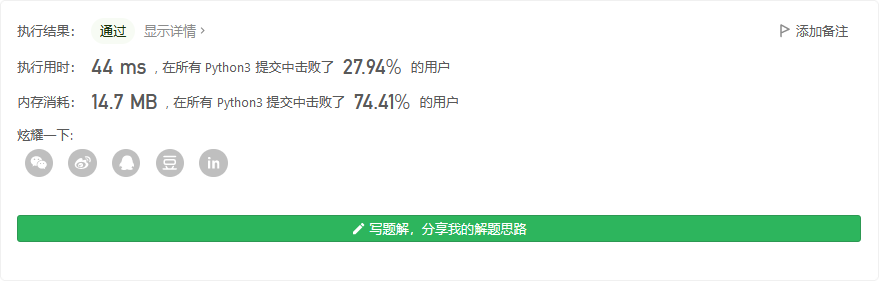 执行结果： 通过 显示详情 › 添加备注
执行用时： 44 ms , 在所有 Python3 提交中击败了 27.94% 的用户
内存消耗： 14.7 MB , 在所有 Python3 提交中击败了 74.41% 的用户
炫耀一下:
豆 in
写题解，分享我的解题思路